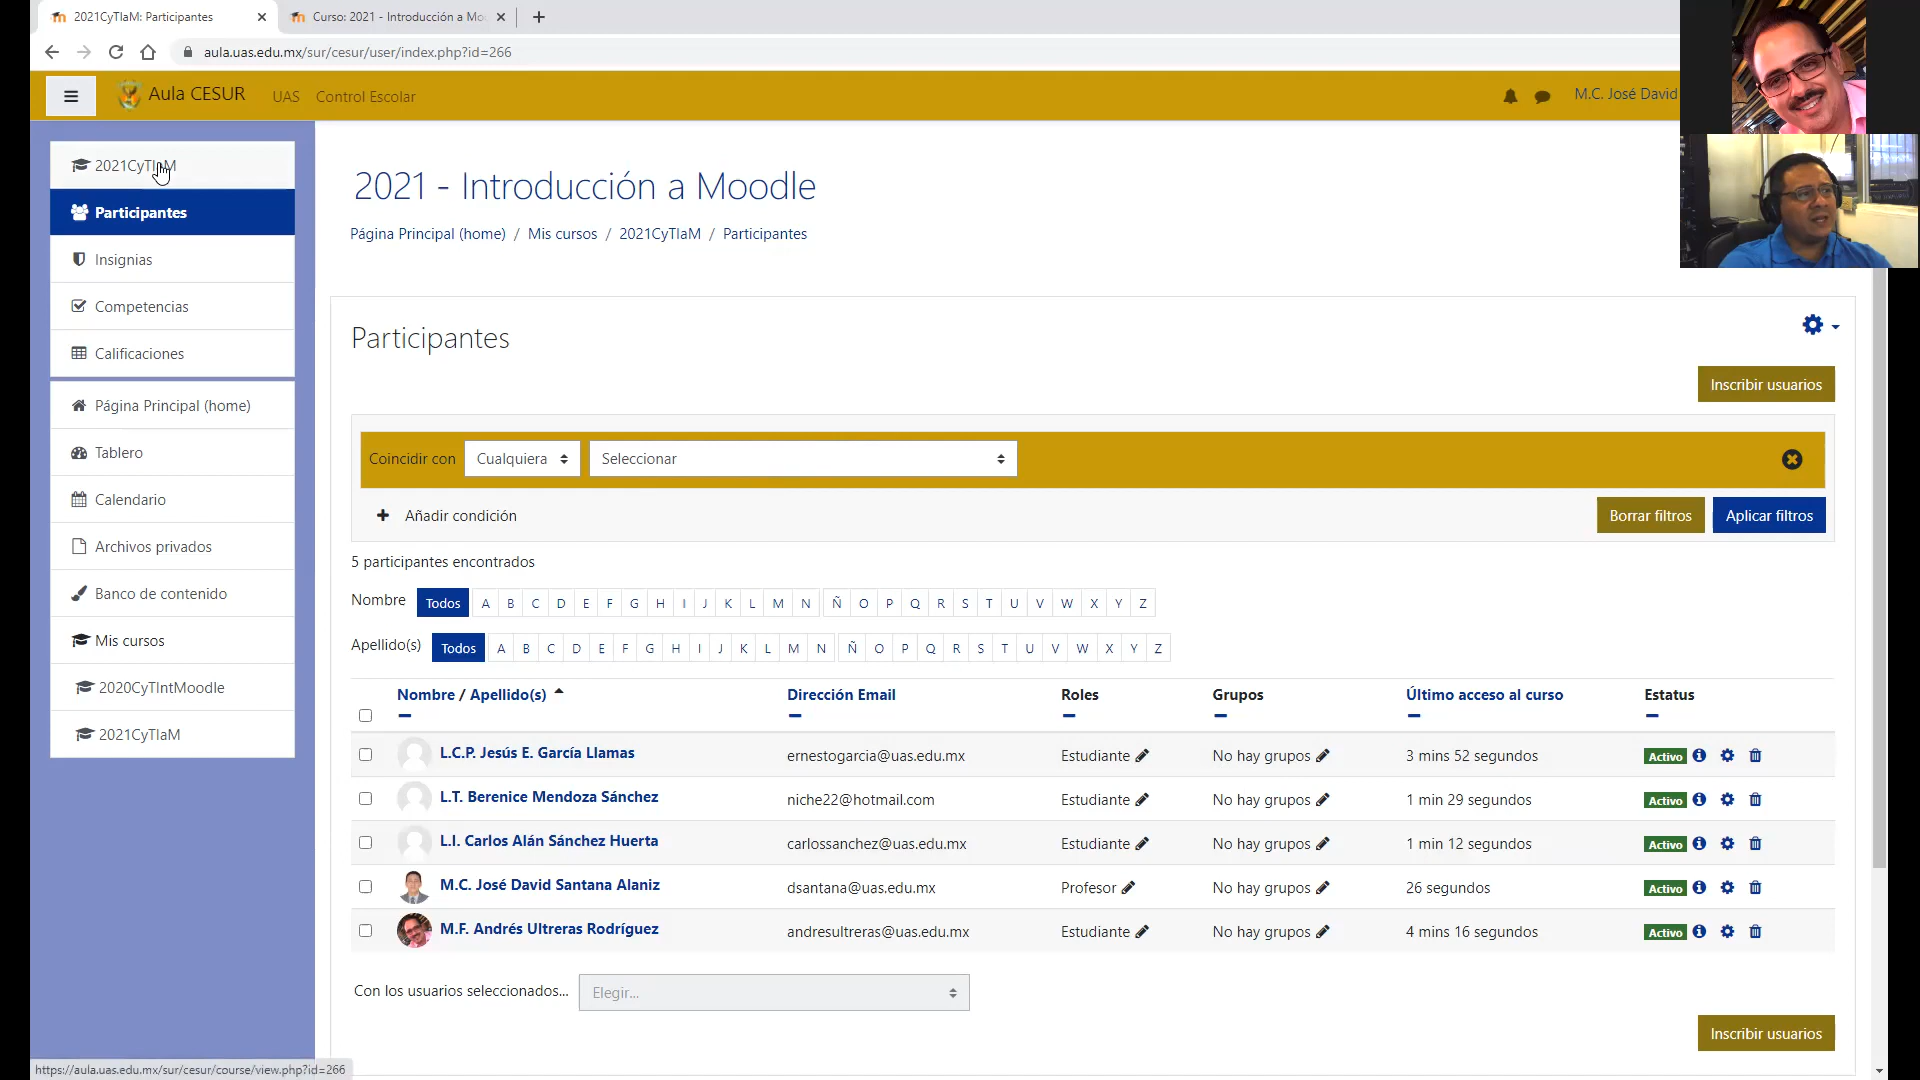 2021CyTIaM: Participantes
Curso: 2021 - Introducción a Mo
aula.uas.edu.mx/sur/cesur/user/index.php?id=266
Aula CESUR
UAS
Control Escolar
M.C. José David
2021CyTIaM
Participantes
Insignias
Competencias
Calificaciones
Página Principal (home)
Tablero
Calendario
Archivos privados
Banco de contenido
Mis cursos
2020CyTIntMoodle
2021CyTIaM
2021 - Introducción a Moodle
Página Principal (home) / Mis cursos / 2021CyTIaM / Participantes
Participantes
Inscribir usuarios
Coincidir con Cualquiera Seleccionar
Añadir condición
Borrar filtros Aplicar filtros
5 participantes encontrados
Nombre Todos A B C D E F G H I J K L M N Ñ O P Q R S T U V W X Y Z
Apellido(s) Todos A B C D E F G H I J K L M N Ñ O P Q R S T U V W X Y Z
Nombre / Apellido(s) Dirección Email Roles Grupos Último acceso al curso Estatus
L.C.P. Jesús E. García Llamas ernestogarcia@uas.edu.mx Estudiante No hay grupos 3 mins 52 segundos Activo
L.T. Berenice Mendoza Sánchez niche22@hotmail.com Estudiante No hay grupos 1 min 29 segundos Activo
L.I. Carlos Alán Sánchez Huerta carlossanchez@uas.edu.mx Estudiante No hay grupos 1 min 12 segundos Activo
M.C. José David Santana Alaniz dsantana@uas.edu.mx Profesor No hay grupos 26 segundos Activo
M.F. Andrés Ultreras Rodríguez andresultreras@uas.edu.mx Estudiante No hay grupos 4 mins 16 segundos Activo
Con los usuarios seleccionados... Elegir...
Inscribir usuarios
https://aula.uas.edu.mx/sur/cesur/course/view.php?id=266